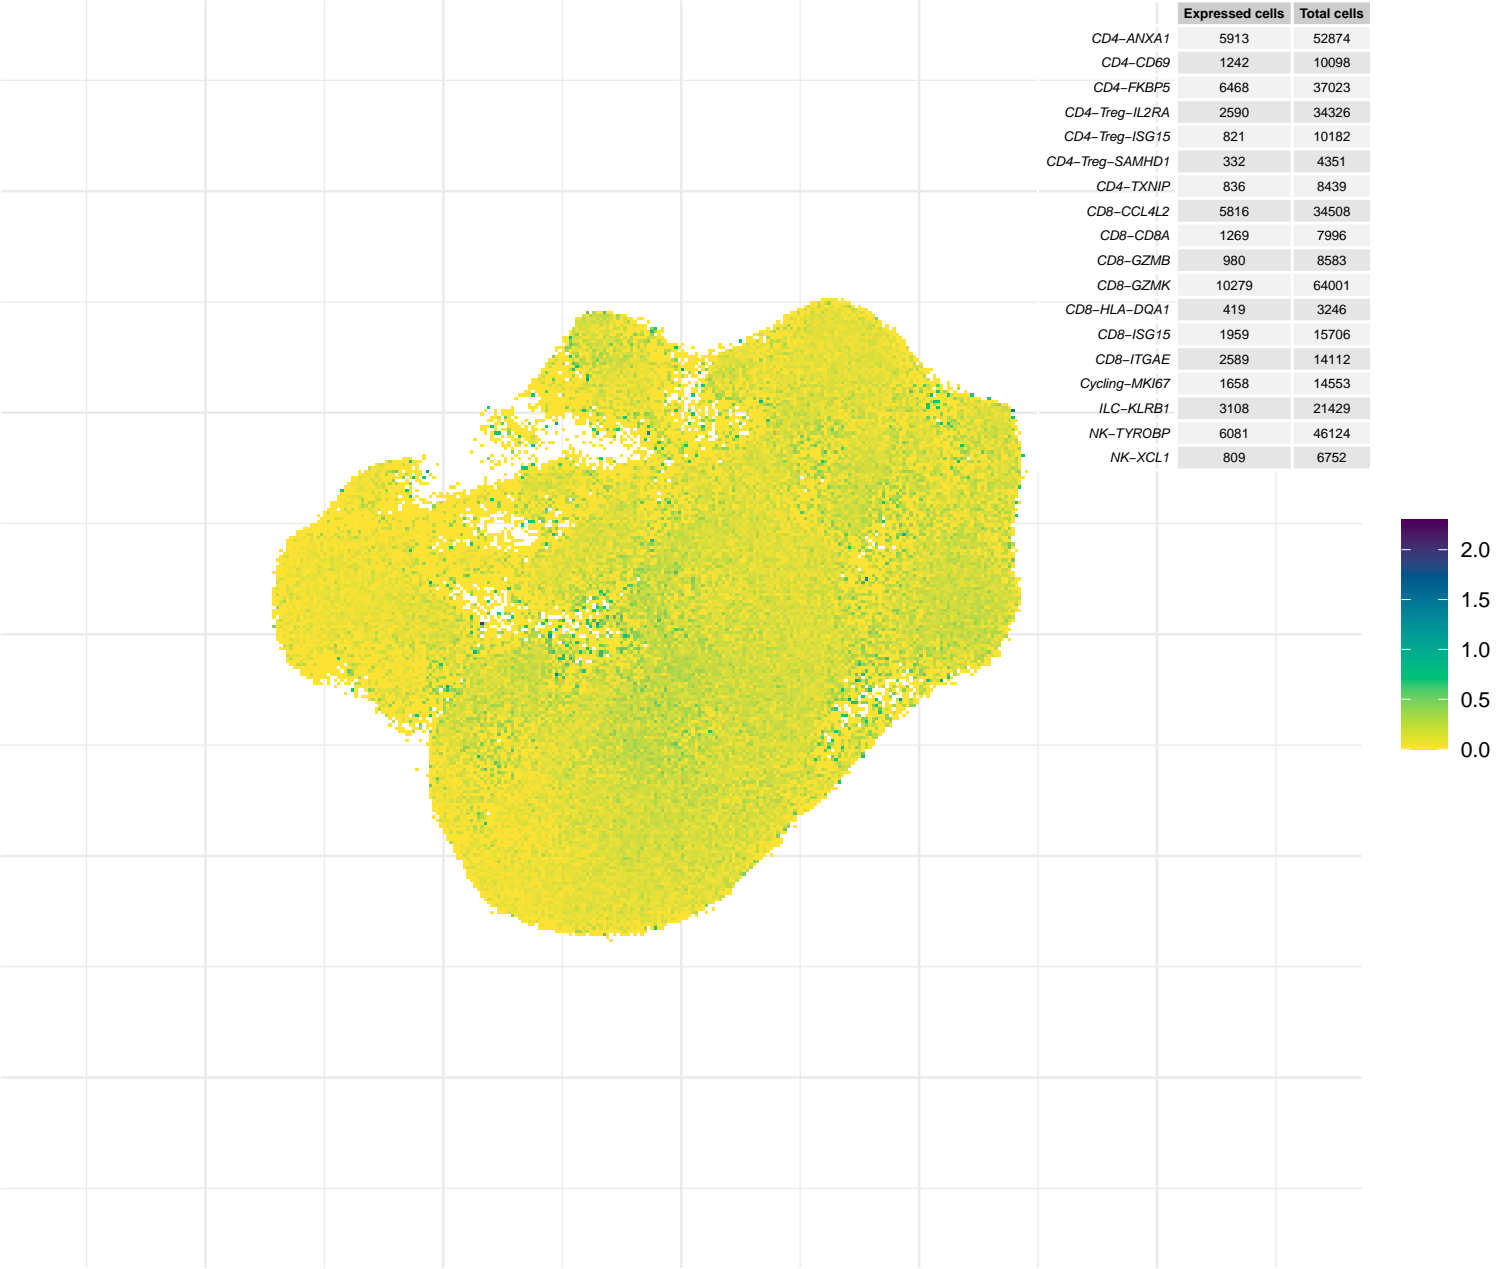 Expressed cells Total cells
CD4−ANXA1 5913 52874
CD4−CD69 1242 10098
CD4−FKBP5 6468 37023
CD4−Treg−IL2RA 2590 34326
CD4−Treg−ISG15 821 10182
CD4−Treg−SAMHD1 332 4351
CD4−TXNIP 836 8439
CD8−CCL4L2 5816 34508
CD8−CD8A 1269 7996
CD8−GZMB 980 8583
CD8−GZMK 10279 64001
CD8−HLA−DQA1 419 3246
CD8−ISG15 1959 15706
CD8−ITGAE 2589 14112
Cycling−MKI67 1658 14553
ILC−KLRB1 3108 21429
NK−TYROBP 6081 46124
NK−XCL1 809 6752
2.0
1.5
1.0
0.5
0.0